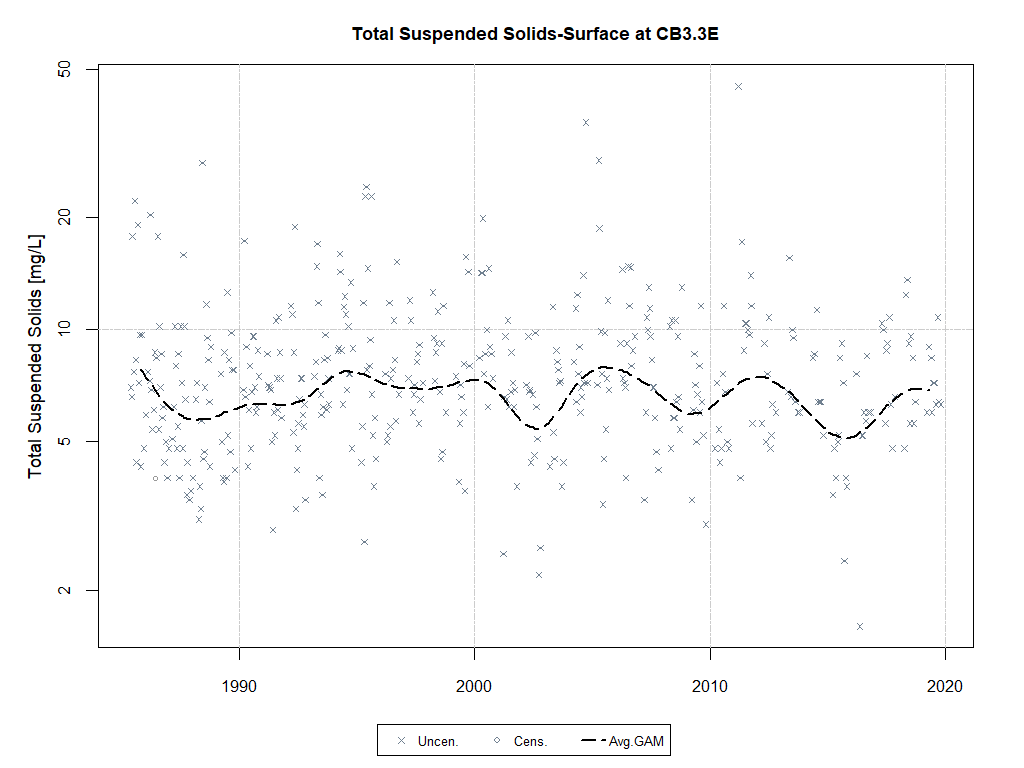 Total Suspended Solids-Surface at CB3.3E
Total Suspended Solids [mg/L]
50
20
10
5
2
1990 2000 2010 2020
Uncen. Cens. Avg.GAM